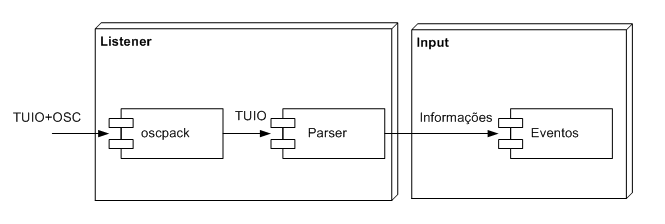 Listener
Input
TUIO+OSC
oscpack
TUIO
Parser
Informações
Eventos